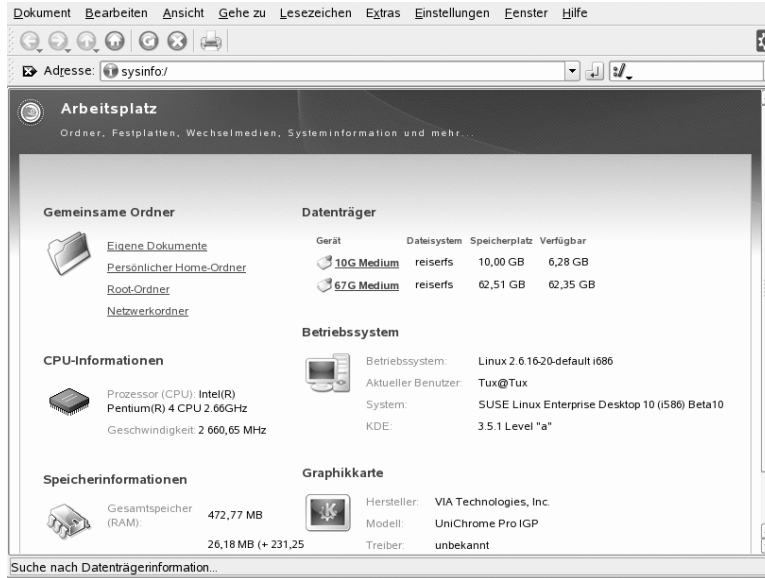 Dokument Bearbeiten Ansicht Gehe zu Lesezeichen Extras Einstellungen Fenster Hilfe
Adresse: sysinfo:/
Arbeitsplatz
Ordner, Festplatten, Wechselmedien, Systeminformation und mehr...
Gemeinsame Ordner
Eigene Dokumente
Persönlicher Home-Ordner
Root-Ordner
Netzwerkordner
CPU-Informationen
Prozessor (CPU): Intel(R)
Pentium(R) 4 CPU 2.66GHz
Geschwindigkeit: 2 660,65 MHz
Speicherinformationen
Gesamtspeicher
(RAM): 472,77 MB
26,18 MB (+ 231,25
Datenträger
Gerät Dateisystem Speicherplatz Verfügbar
10G Medium reiserfs 10,00 GB 6,28 GB
67G Medium reiserfs 62,51 GB 62,35 GB
Betriebssystem
Betriebssystem: Linux 2.6.16-20-default i686
Aktueller Benutzer: Tux@Tux
System: SUSE Linux Enterprise Desktop 10 (i586) Beta10
KDE: 3.5.1 Level "a"
Graphikkarte
Hersteller: VIA Technologies, Inc.
Modell: UniChrome Pro IGP
Treiber: unbekannt
Suche nach Datenträgerinformation...